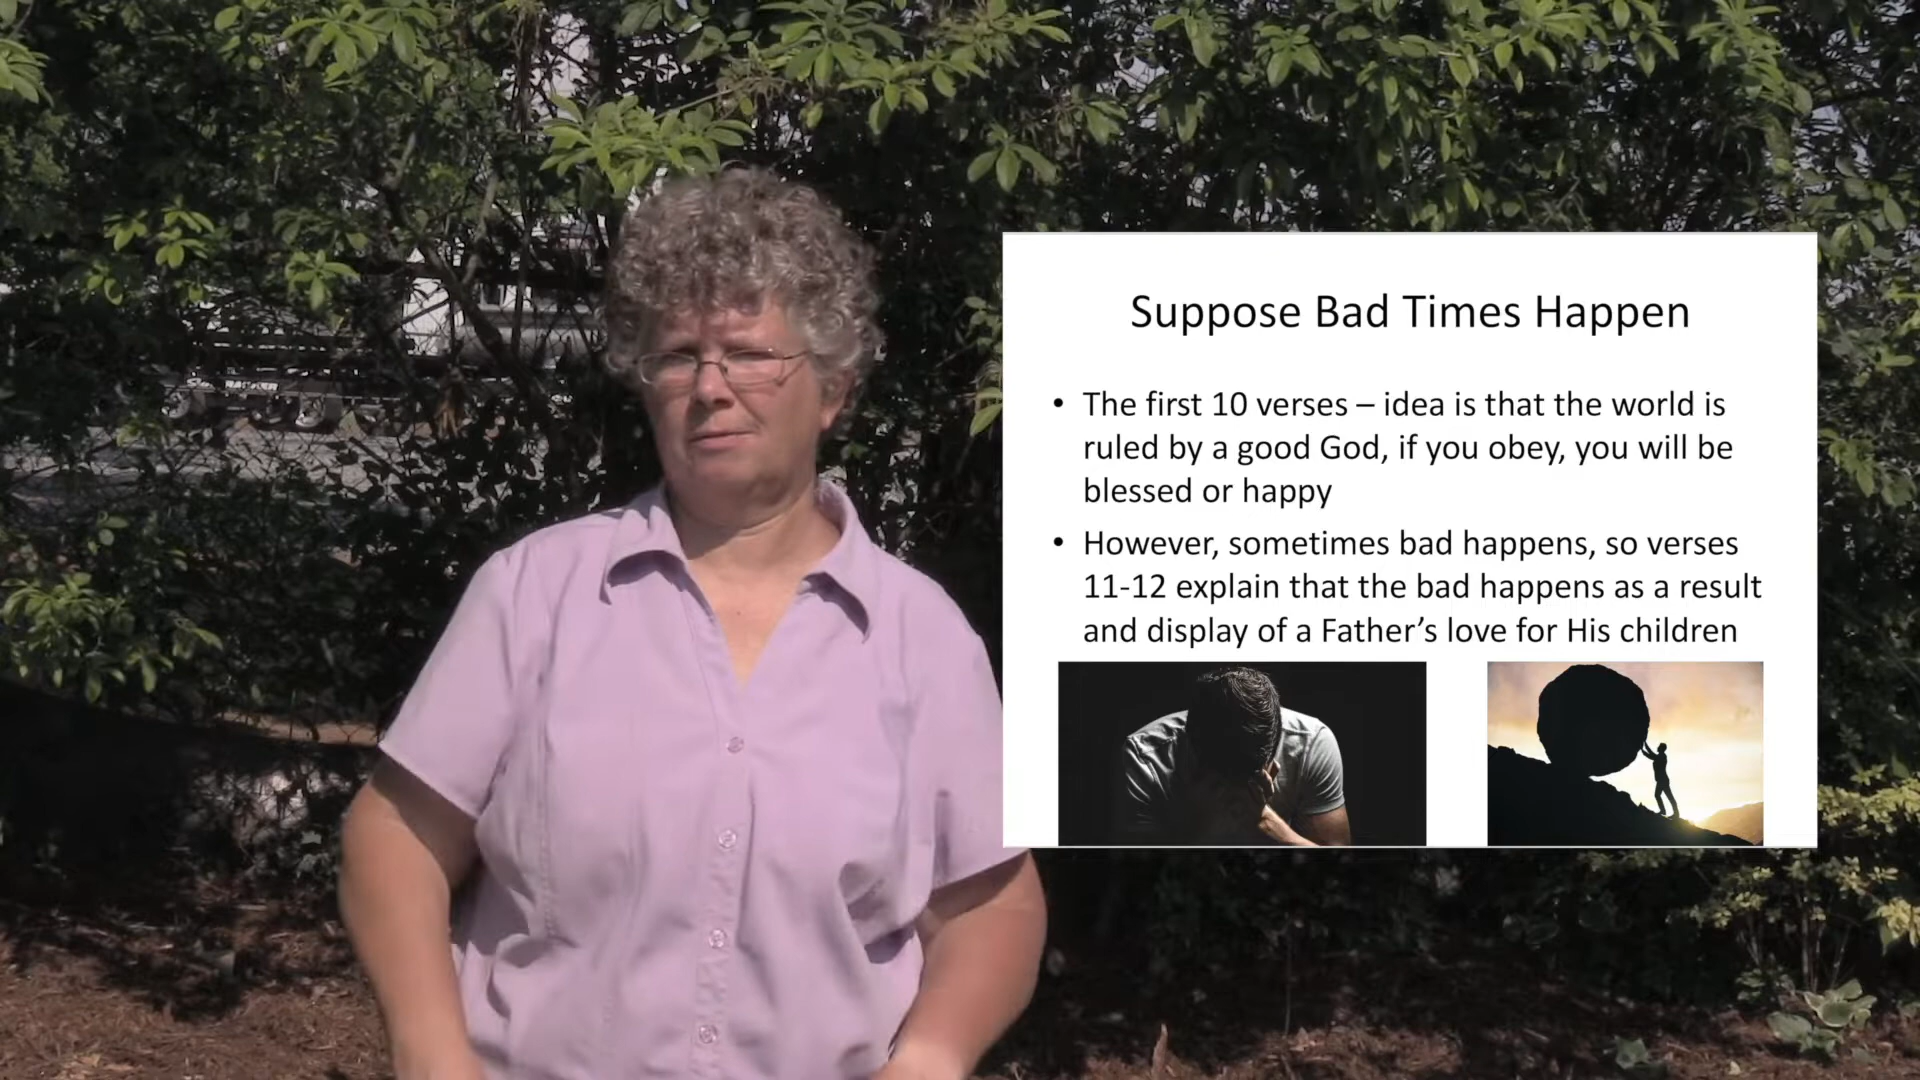 Suppose Bad Times Happen
• The first 10 verses – idea is that the world is
ruled by a good God, if you obey, you will be
blessed or happy
• However, sometimes bad happens, so verses
11-12 explain that the bad happens as a result
and display of a Father’s love for His children